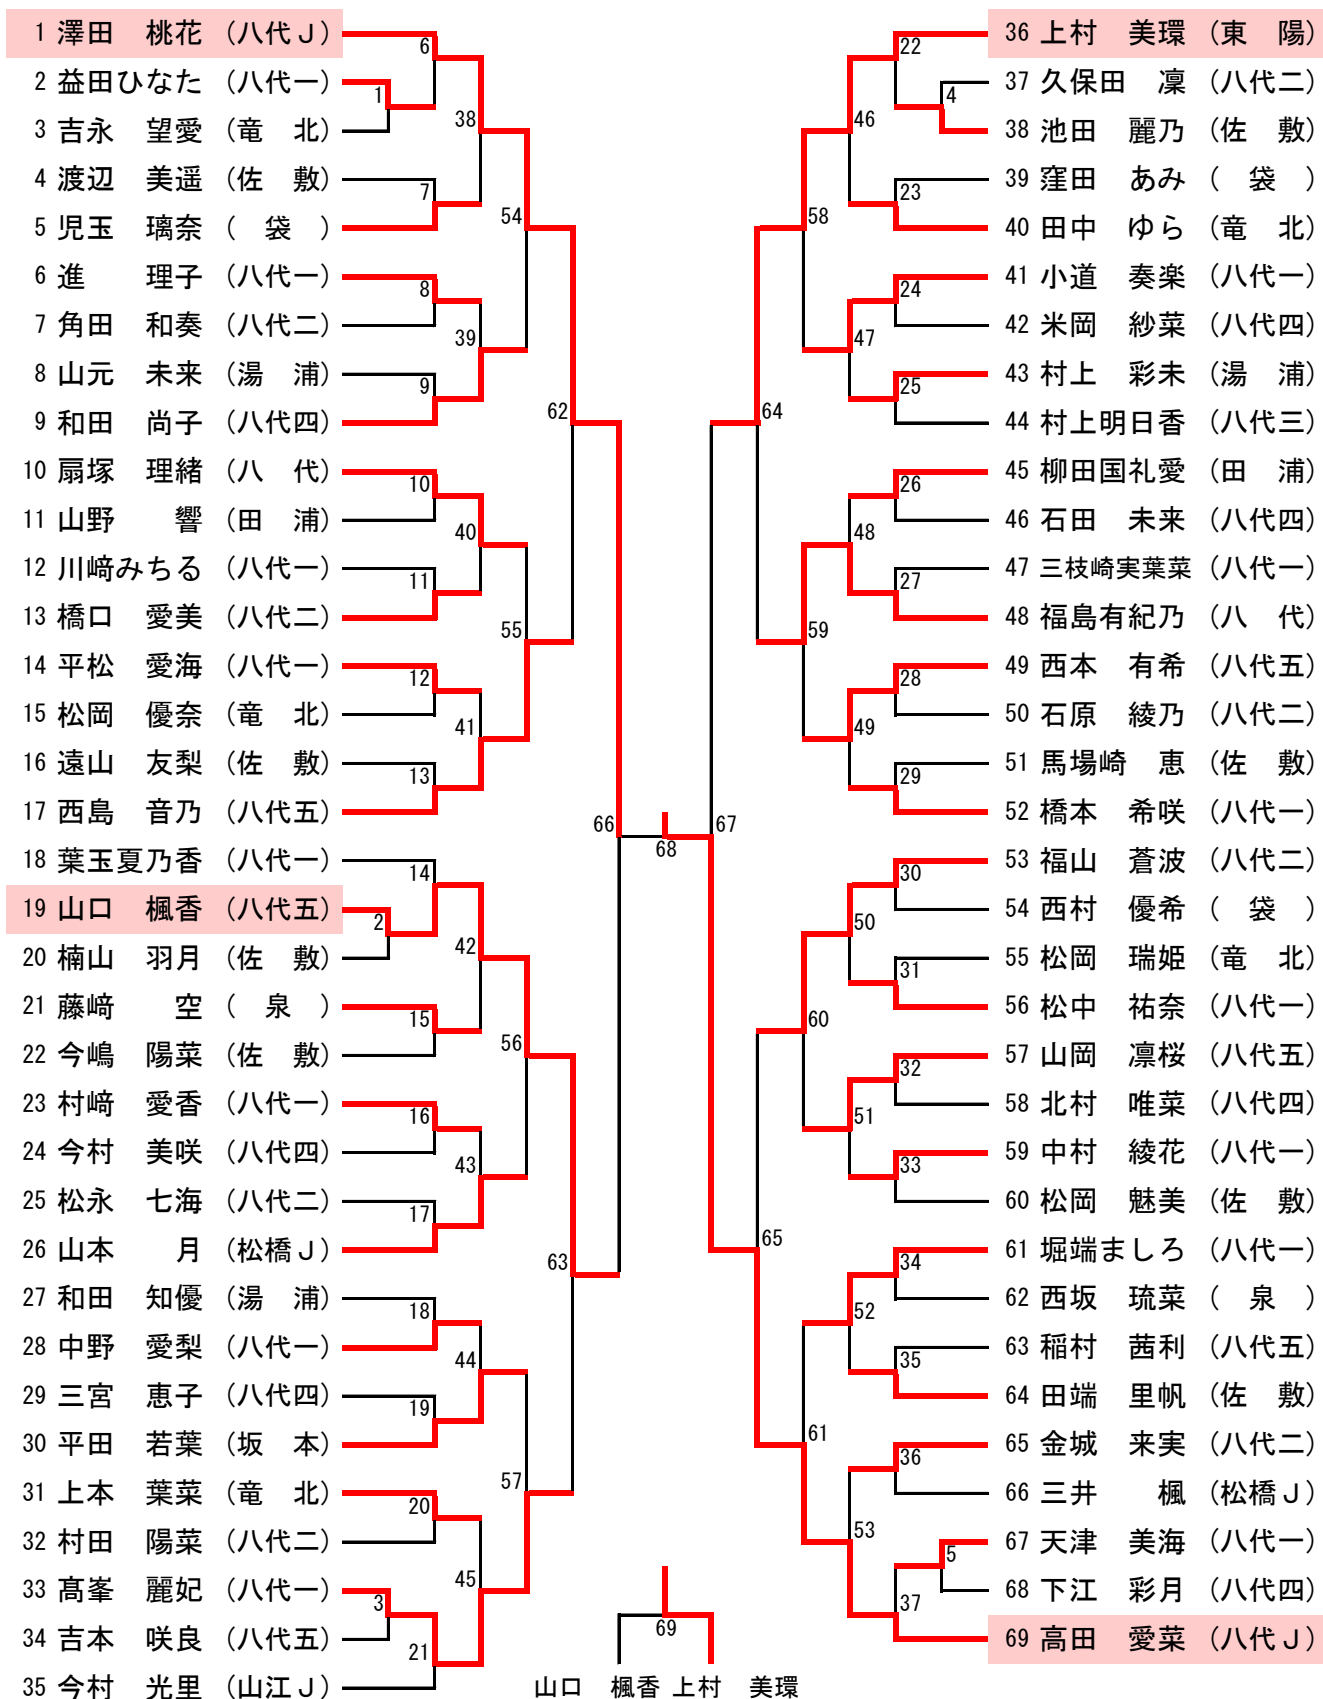 1 澤田　桃花 (八代Ｊ)
2 益田ひなた (八代一)
3 吉永　望愛 (竜　北)
4 渡辺　美遥 (佐　敷)
5 児玉　璃奈 (　袋　)
6 進　　理子 (八代一)
7 角田　和奏 (八代二)
8 山元　未来 (湯　浦)
9 和田　尚子 (八代四)
10 扇塚　理緒 (八　代)
11 山野　　響 (田　浦)
12 川﨑みちる (八代一)
13 橋口　愛美 (八代二)
14 平松　愛海 (八代一)
15 松岡　優奈 (竜　北)
16 遠山　友梨 (佐　敷)
17 西島　音乃 (八代五)
18 葉玉夏乃香 (八代一)
19 山口　楓香 (八代五)
20 楠山　羽月 (佐　敷)
21 藤﨑　　空 (　泉　)
22 今嶋　陽菜 (佐　敷)
23 村﨑　愛香 (八代一)
24 今村　美咲 (八代四)
25 松永　七海 (八代二)
26 山本　　月 (松橋Ｊ)
27 和田　知優 (湯　浦)
28 中野　愛梨 (八代一)
29 三宮　恵子 (八代四)
30 平田　若葉 (坂　本)
31 上本　葉菜 (竜　北)
32 村田　陽菜 (八代二)
33 髙峯　麗妃 (八代一)
34 吉本　咲良 (八代五)
35 今村　光里 (山江Ｊ)
1
2
3
6
7
8
9
10
11
12
13
14
15
16
17
18
19
20
21
38
39
40
41
42
43
44
45
54
55
56
57
62
63
66
68
67
69
山口　楓香 上村　美環
64
65
58
59
60
61
46
47
48
49
50
51
52
53
22
23
24
25
26
27
28
29
30
31
32
33
34
35
36
37
4
5
36 上村　美環 (東　陽)
37 久保田　凜 (八代二)
38 池田　麗乃 (佐　敷)
39 窪田　あみ (　袋　)
40 田中　ゆら (竜　北)
41 小道　奏楽 (八代一)
42 米岡　紗菜 (八代四)
43 村上　彩未 (湯　浦)
44 村上明日香 (八代三)
45 柳田国礼愛 (田　浦)
46 石田　未来 (八代四)
47 三枝崎実葉菜 (八代一)
48 福島有紀乃 (八　代)
49 西本　有希 (八代五)
50 石原　綾乃 (八代二)
51 馬場崎　恵 (佐　敷)
52 橋本　希咲 (八代一)
53 福山　蒼波 (八代二)
54 西村　優希 (　袋　)
55 松岡　瑞姫 (竜　北)
56 松中　祐奈 (八代一)
57 山岡　凛桜 (八代五)
58 北村　唯菜 (八代四)
59 中村　綾花 (八代一)
60 松岡　魅美 (佐　敷)
61 堀端ましろ (八代一)
62 西坂　琉菜 (　泉　)
63 稲村　茜利 (八代五)
64 田端　里帆 (佐　敷)
65 金城　来実 (八代二)
66 三井　　楓 (松橋Ｊ)
67 天津　美海 (八代一)
68 下江　彩月 (八代四)
69 高田　愛菜 (八代Ｊ)